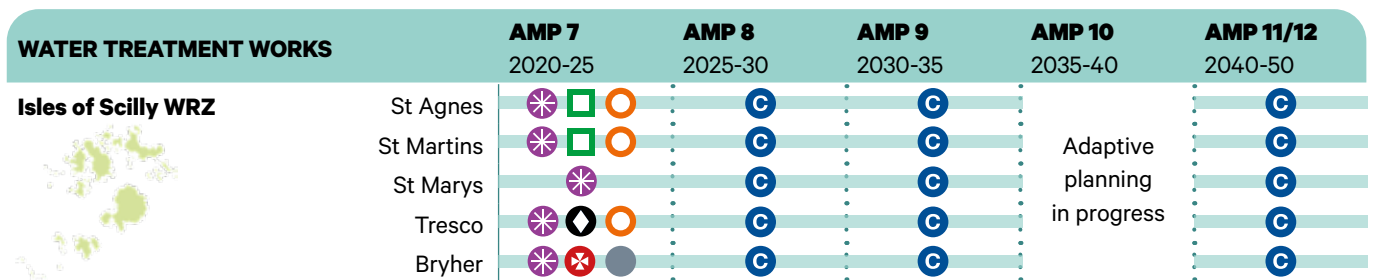 WATER TREATMENT WORKS
AMP 7
2020-25
AMP 8
2025-30
AMP 9
2030-35
AMP 10
2035-40
AMP 11/12
2040-50
Isles of Scilly WRZ
St Agnes
C
C
C
St Martins
C
C
C
St Marys
C
C
C
Tresco
C
C
C
Bryher
C
C
C
Adaptive
planning
in progress